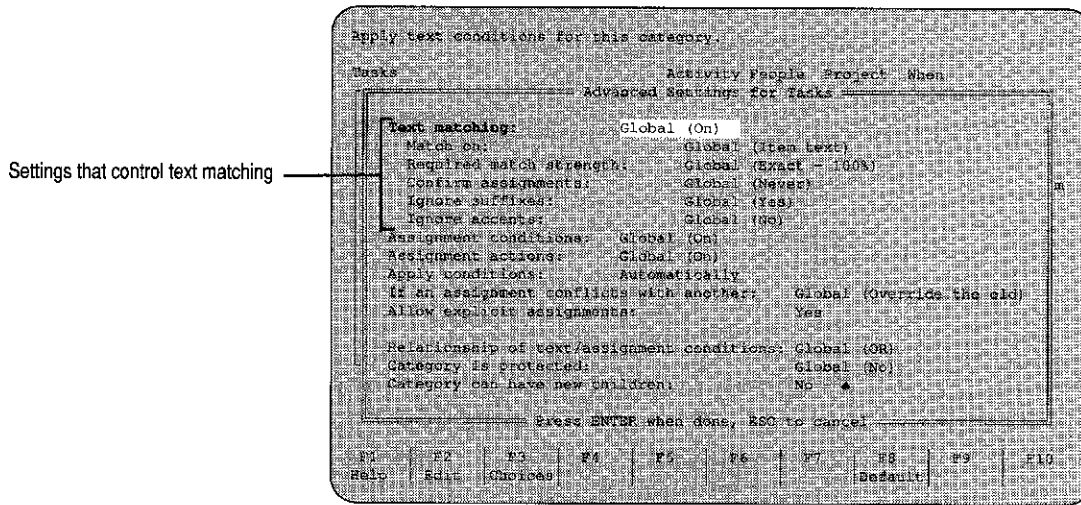 Apply text conditions for this category.
Tasks Activity People Project When
Advanced Settings for Tasks
Text matching: Global (On)
Match on: Global (Item text)
Required match strength: Global (Exact - 100%)
Confirm assignments: Global (Never)
Ignore suffixes: Global (Yes)
Ignore accents: Global (No)
Settings that control text matching
m
Assignment conditions: Global (On)
Assignment actions: Global (On)
Apply conditions: Automatically
If an assignment conflicts with another: Global (Override the old)
Allow explicit assignments: Yes
Relationship of text/assignment conditions: Global (OR)
Category is protected: Global (No)
Category can have new children: No ♠
Press ENTER when done, ESC to cancel
F1 F2 F3 F4 F5 F6 F7 F8 F9 F10
Help Edit Choices Default